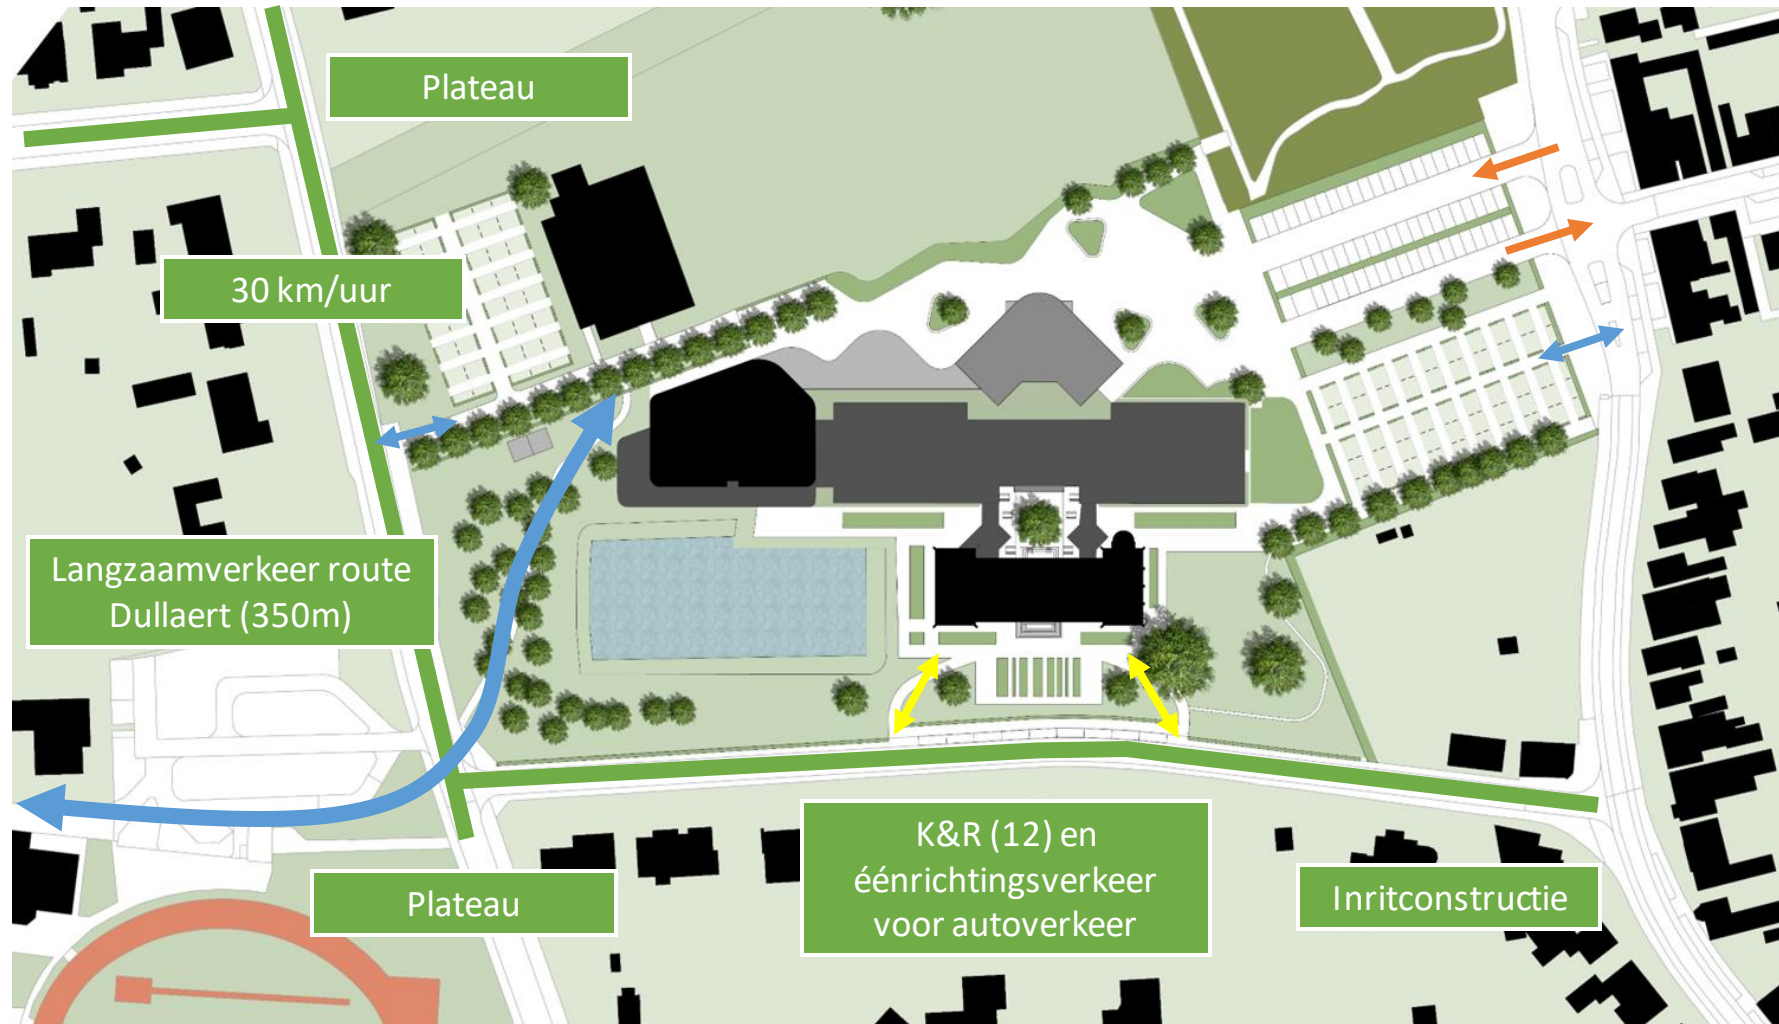 Plateau
30 km/uur
Langzaamverkeer route
Dullaert (350m)
Plateau
K&R (12) en
éénrichtingsverkeer
voor autoverkeer
Inritconstructie